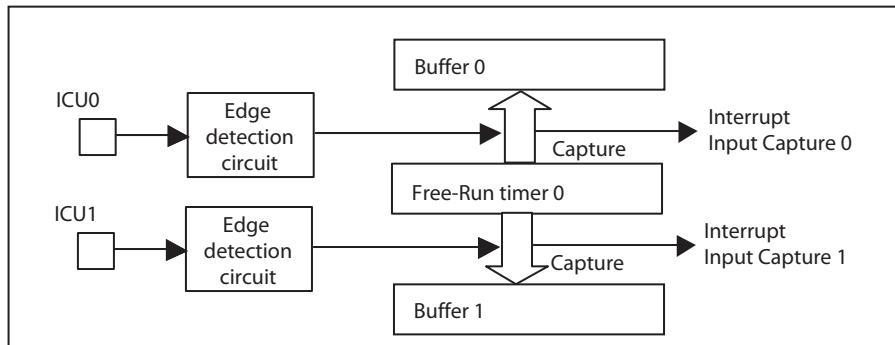 Buffer 0
ICU0
Edge
detection
circuit
Interrupt
Input Capture 0
Capture
Free-Run timer 0
ICU1
Edge
detection
circuit
Interrupt
Input Capture 1
Capture
Buffer 1